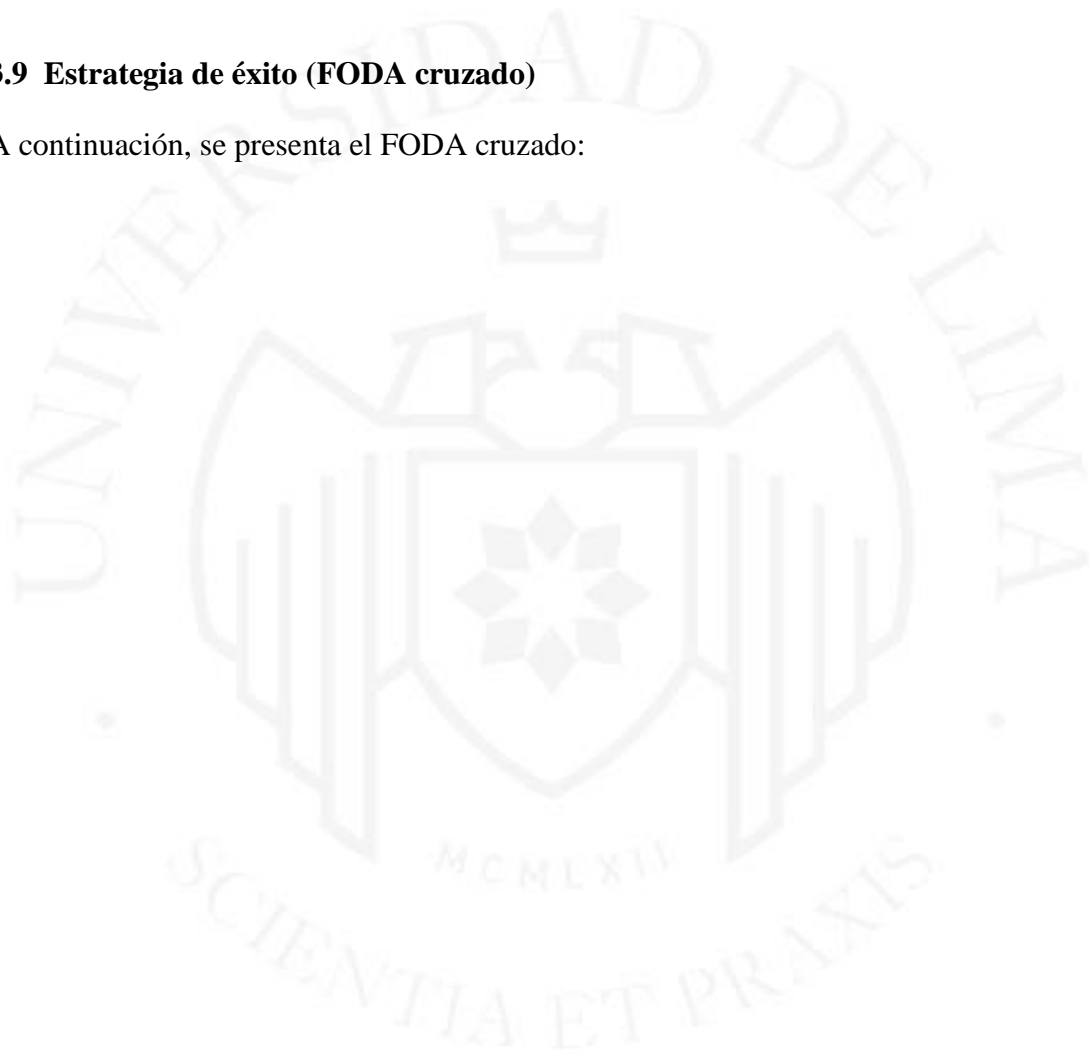 3.9 Estrategia de éxito (FODA cruzado)
A continuación, se presenta el FODA cruzado:
UNIVERSIDAD DE LIMA
MCMLXII
SCIENTIA ET PRAXIS